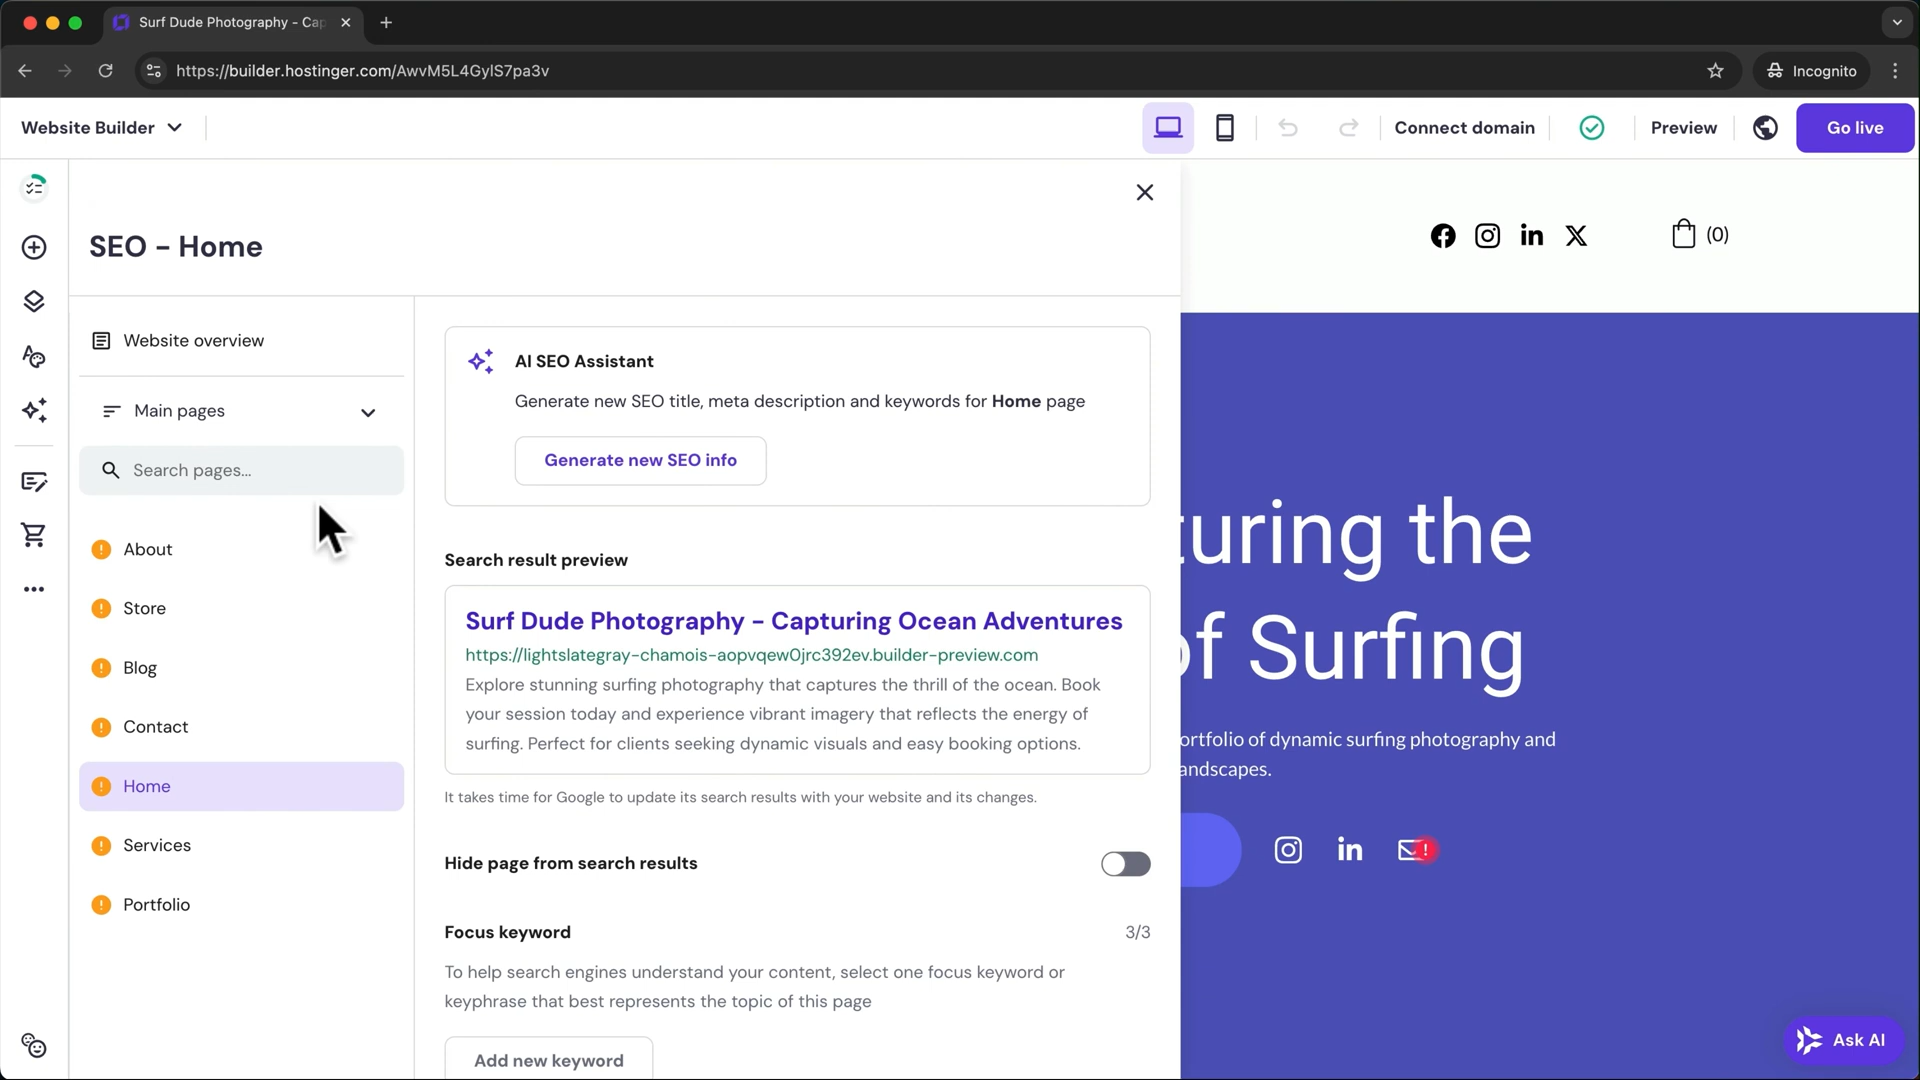 Surf Dude Photography - Cap
https://builder.hostinger.com/AwvM5L4GylS7pa3v
Incognito
Website Builder
Connect domain
Preview
Go live
SEO - Home
(0)
Website overview
Main pages
Search pages...
About
Store
Blog
Contact
Home
Services
Portfolio
AI SEO Assistant
Generate new SEO title, meta description and keywords for Home page
Generate new SEO info
Search result preview
Surf Dude Photography - Capturing Ocean Adventures
https://lightslategray-chamois-aopvqew0jrc392ev.builder-preview.com
Explore stunning surfing photography that captures the thrill of the ocean. Book
your session today and experience vibrant imagery that reflects the energy of
surfing. Perfect for clients seeking dynamic visuals and easy booking options.
It takes time for Google to update its search results with your website and its changes.
Hide page from search results
Focus keyword
3/3
To help search engines understand your content, select one focus keyword or
keyphrase that best represents the topic of this page
Add new keyword
turing the
of Surfing
ortfolio of dynamic surfing photography and
andscapes.
Ask AI